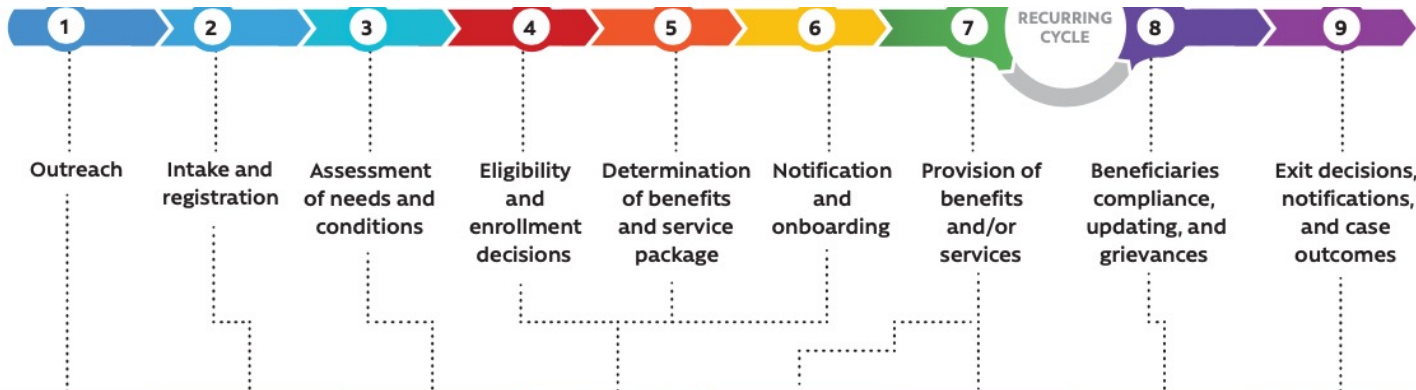 1
2
3
4
5
6
7
RECURRING
CYCLE
8
9
Outreach
Intake and
registration
Assessment
of needs and
conditions
Eligibility
and
enrollment
decisions
Determination
of benefits
and service
package
Notification
and
onboarding
Provision of
benefits
and/or
services
Beneficiaries
compliance,
updating, and
grievances
Exit decisions,
notifications,
and case
outcomes